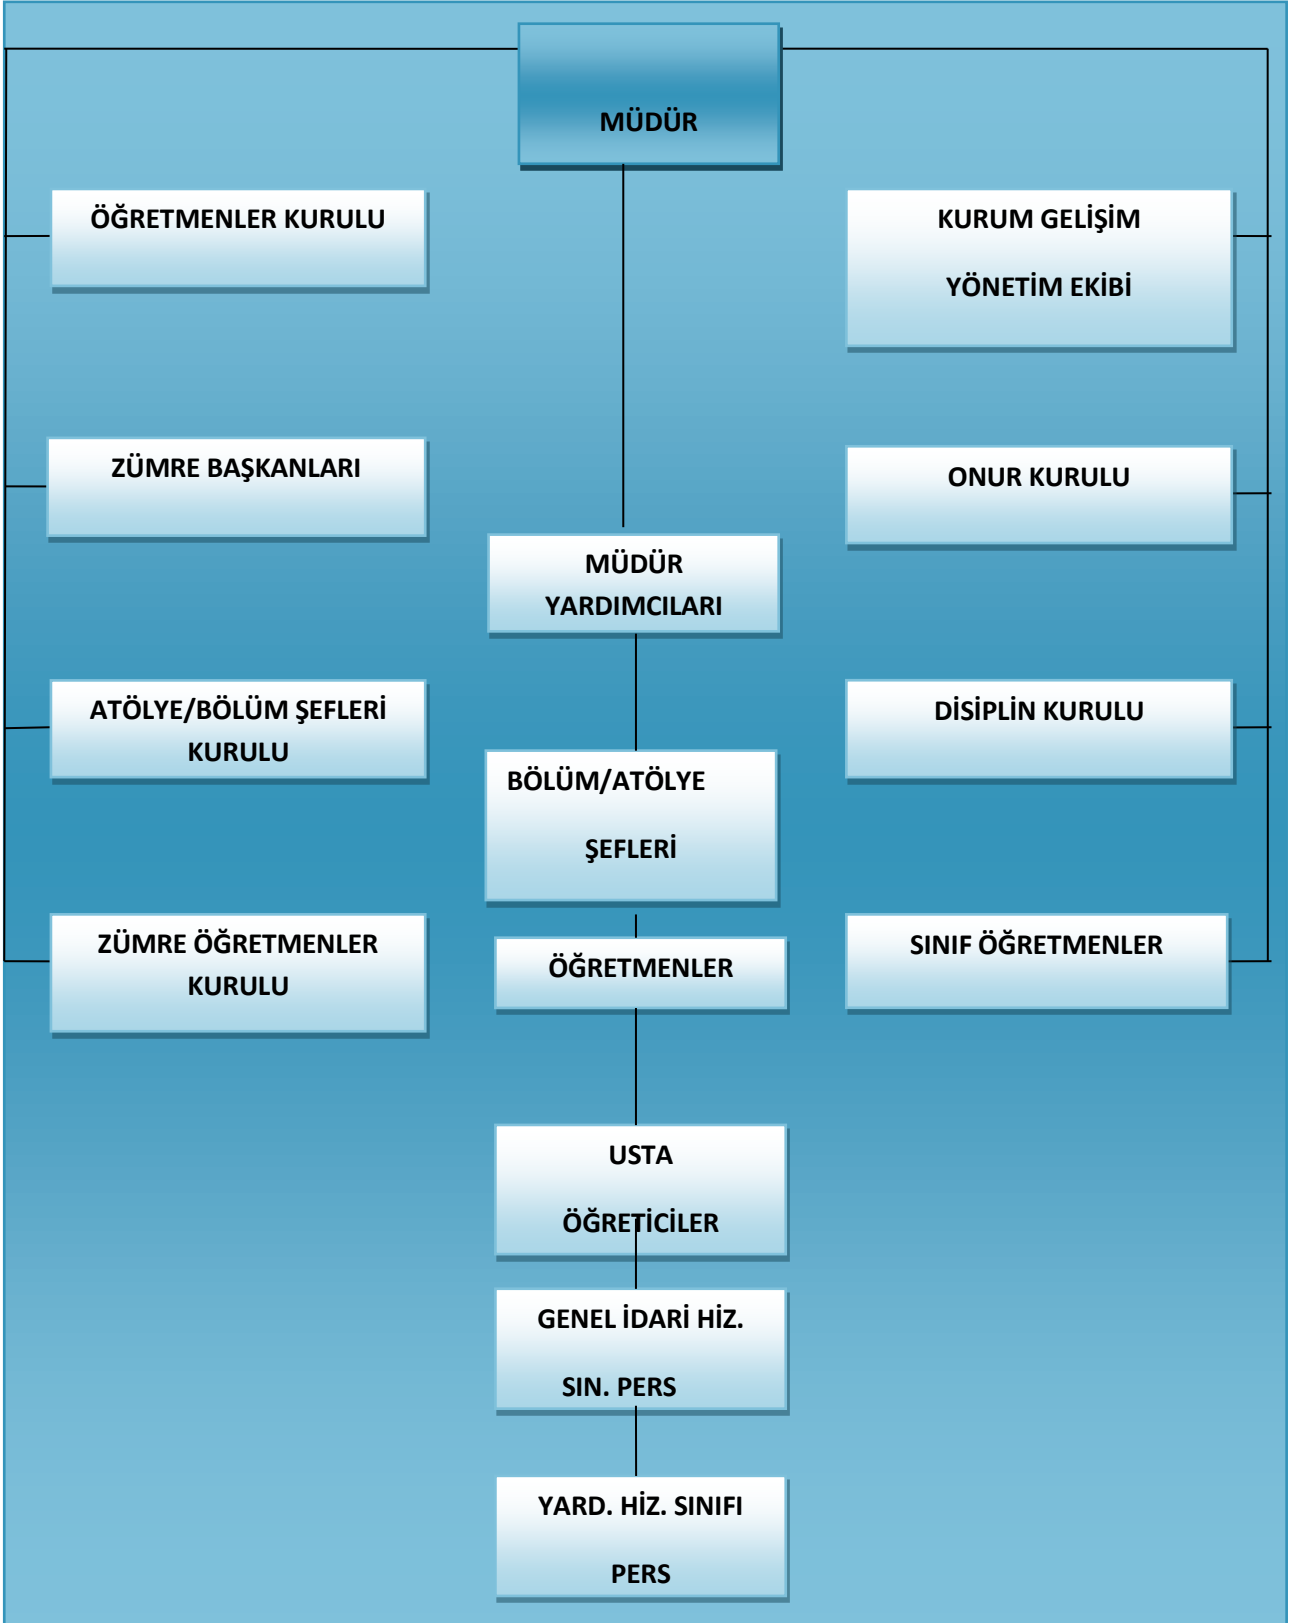 MÜDÜR
ÖĞRETMENLER KURULU
KURUM GELİŞİM
YÖNETİM EKİBİ
ZÜMRE BAŞKANLARI
ONUR KURULU
MÜDÜR
YARDIMCILARI
ATÖLYE/BÖLÜM ŞEFLERİ
KURULU
DİSİPLİN KURULU
BÖLÜM/ATÖLYE
ŞEFLERİ
ZÜMRE ÖĞRETMENLER
KURULU
ÖĞRETMENLER
SINIF ÖĞRETMENLER
USTA
ÖĞRETİCİLER
GENEL İDARİ HİZ.
SIN. PERS
YARD. HİZ. SINIFI
PERS